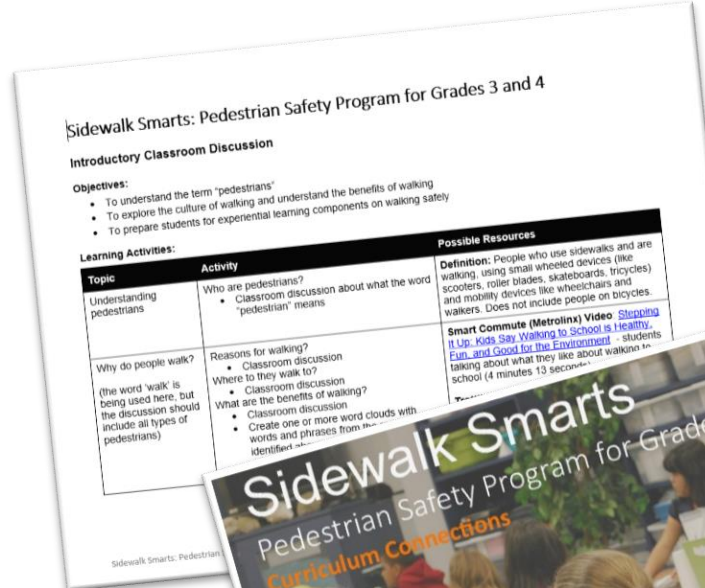 Sidewalk Smarts: Pedestrian Safety Program for Grades 3 and 4
Introductory Classroom Discussion
Objectives:
• To understand the term “pedestrians”
• To explore the culture of walking and understand the benefits of walking
• To prepare students for experiential learning components on walking safely
Learning Activities:
Topic
Activity
Possible Resources
Understanding
pedestrians
Who are pedestrians?
• Classroom discussion about what the word
“pedestrian” means
Definition: People who use sidewalks and are
walking, using small wheeled devices (like
scooters, roller blades, skateboards, tricycles)
and mobility devices like wheelchairs and
walkers. Does not include people on bicycles.
Why do people walk?
(the word 'walk' is
being used here, but
the discussion should
include all types of
pedestrians)
Reasons for walking?
• Classroom discussion
Where to they walk to?
• Classroom discussion
What are the benefits of walking?
• Classroom discussion
• Create one or more word clouds with
words and phrases from the
identified
Smart Commute (Metrolinx) Video: Stepping
It Up: Kids Say Walking to School is Healthy,
Fun, and Good for the Environment - students
talking about what they like about walking to
school (4 minutes 13 seconds)
Sidewalk Smarts: Pedestrian
Sidewalk Smarts
Pedestrian Safety Program for Grade
Curriculum Connections